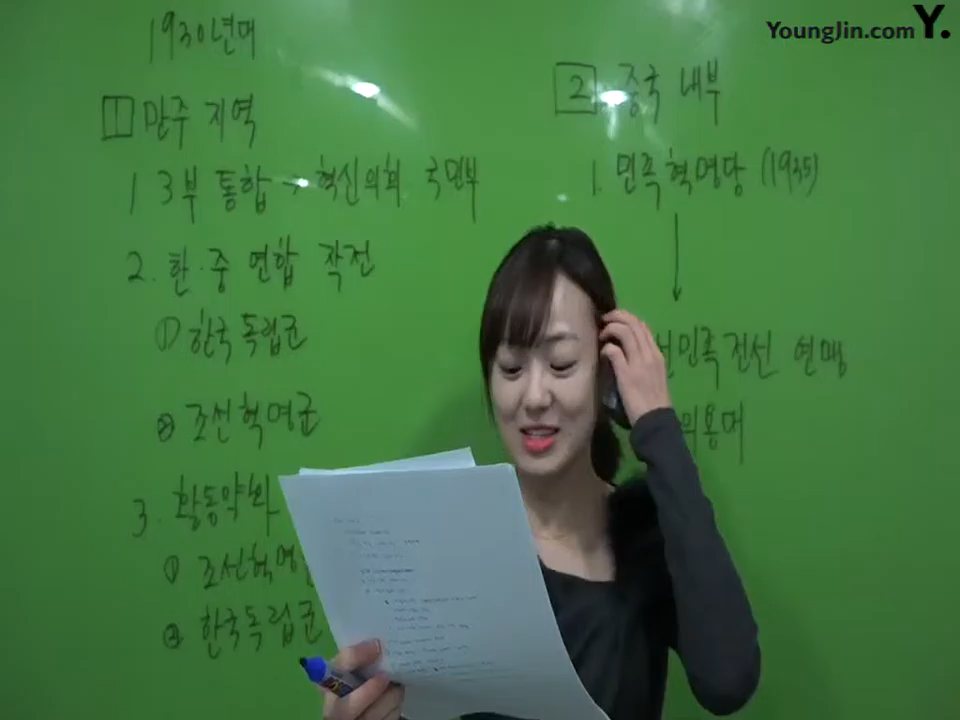 YoungJin.com Y.
1930년대
1 만주 지역
1 3부 통합 → 혁신의회 국민부
2. 한·중 연합 작전
① 한국독립군
② 조선혁명군
3. 활동약화
① 조선혁명
② 한국독립군
2 중국 내부
1. 민족혁명당 (1935)
↓
선민족전선 연맹
의용대